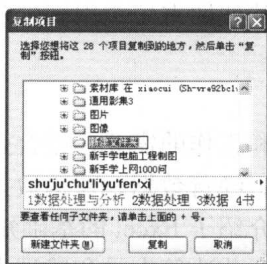 复制项目
选择您想将这 28 个项目复制到的地方，然后单击“复
制”按钮。
素材库 在 xiaocui (Sh-vra92bc1
通用影集3
图片
图像
新建文件夹
新手学电脑工程制图
新手学上网1000问
shu'ju'chu'li'yu'fen'xi
1数据处理与分析 2数据处理 3数据 4书
要查看任何子文件夹，请单击上面的 + 号。
新建文件夹(M) 复制 取消